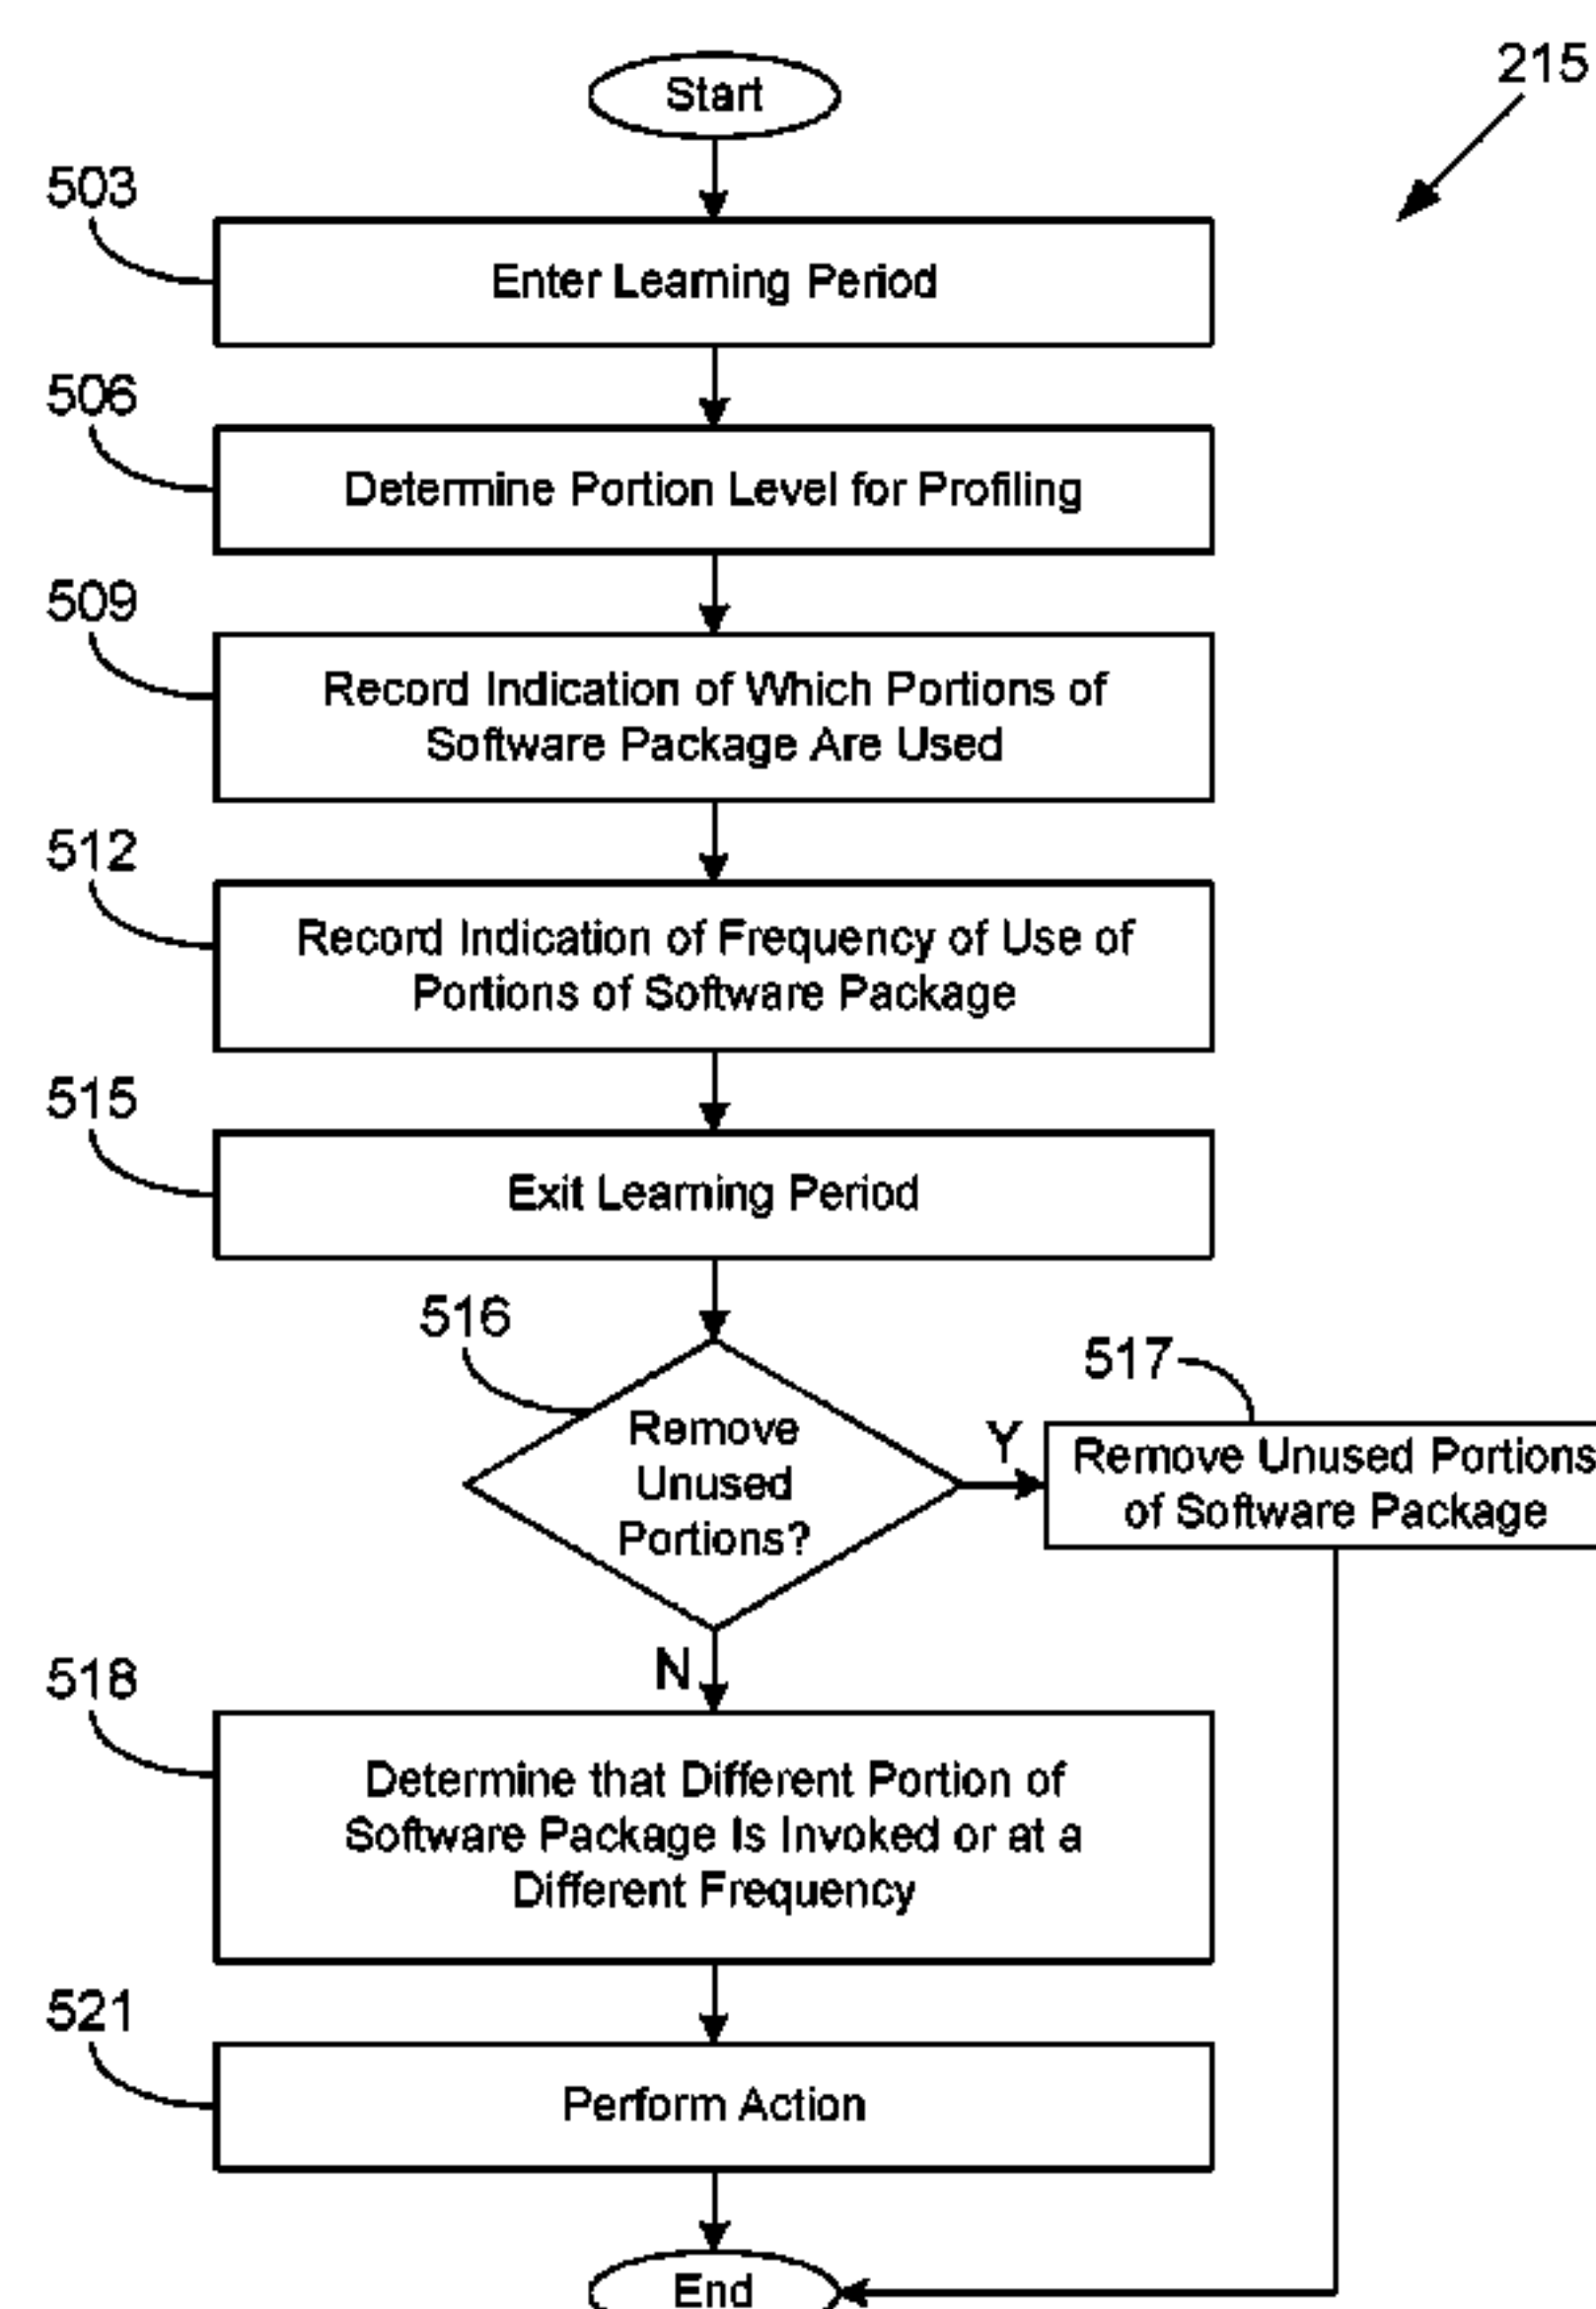 Start
215
503
Enter Learning Period
506
Determine Portion Level for Profiling
509
Record Indication of Which Portions of
Software Package Are Used
512
Record Indication of Frequency of Use of
Portions of Software Package
515
Exit Learning Period
516
Remove
Unused
Portions?
Y
517
Remove Unused Portions
of Software Package
N
518
Determine that Different Portion of
Software Package Is Invoked or at a
Different Frequency
521
Perform Action
End